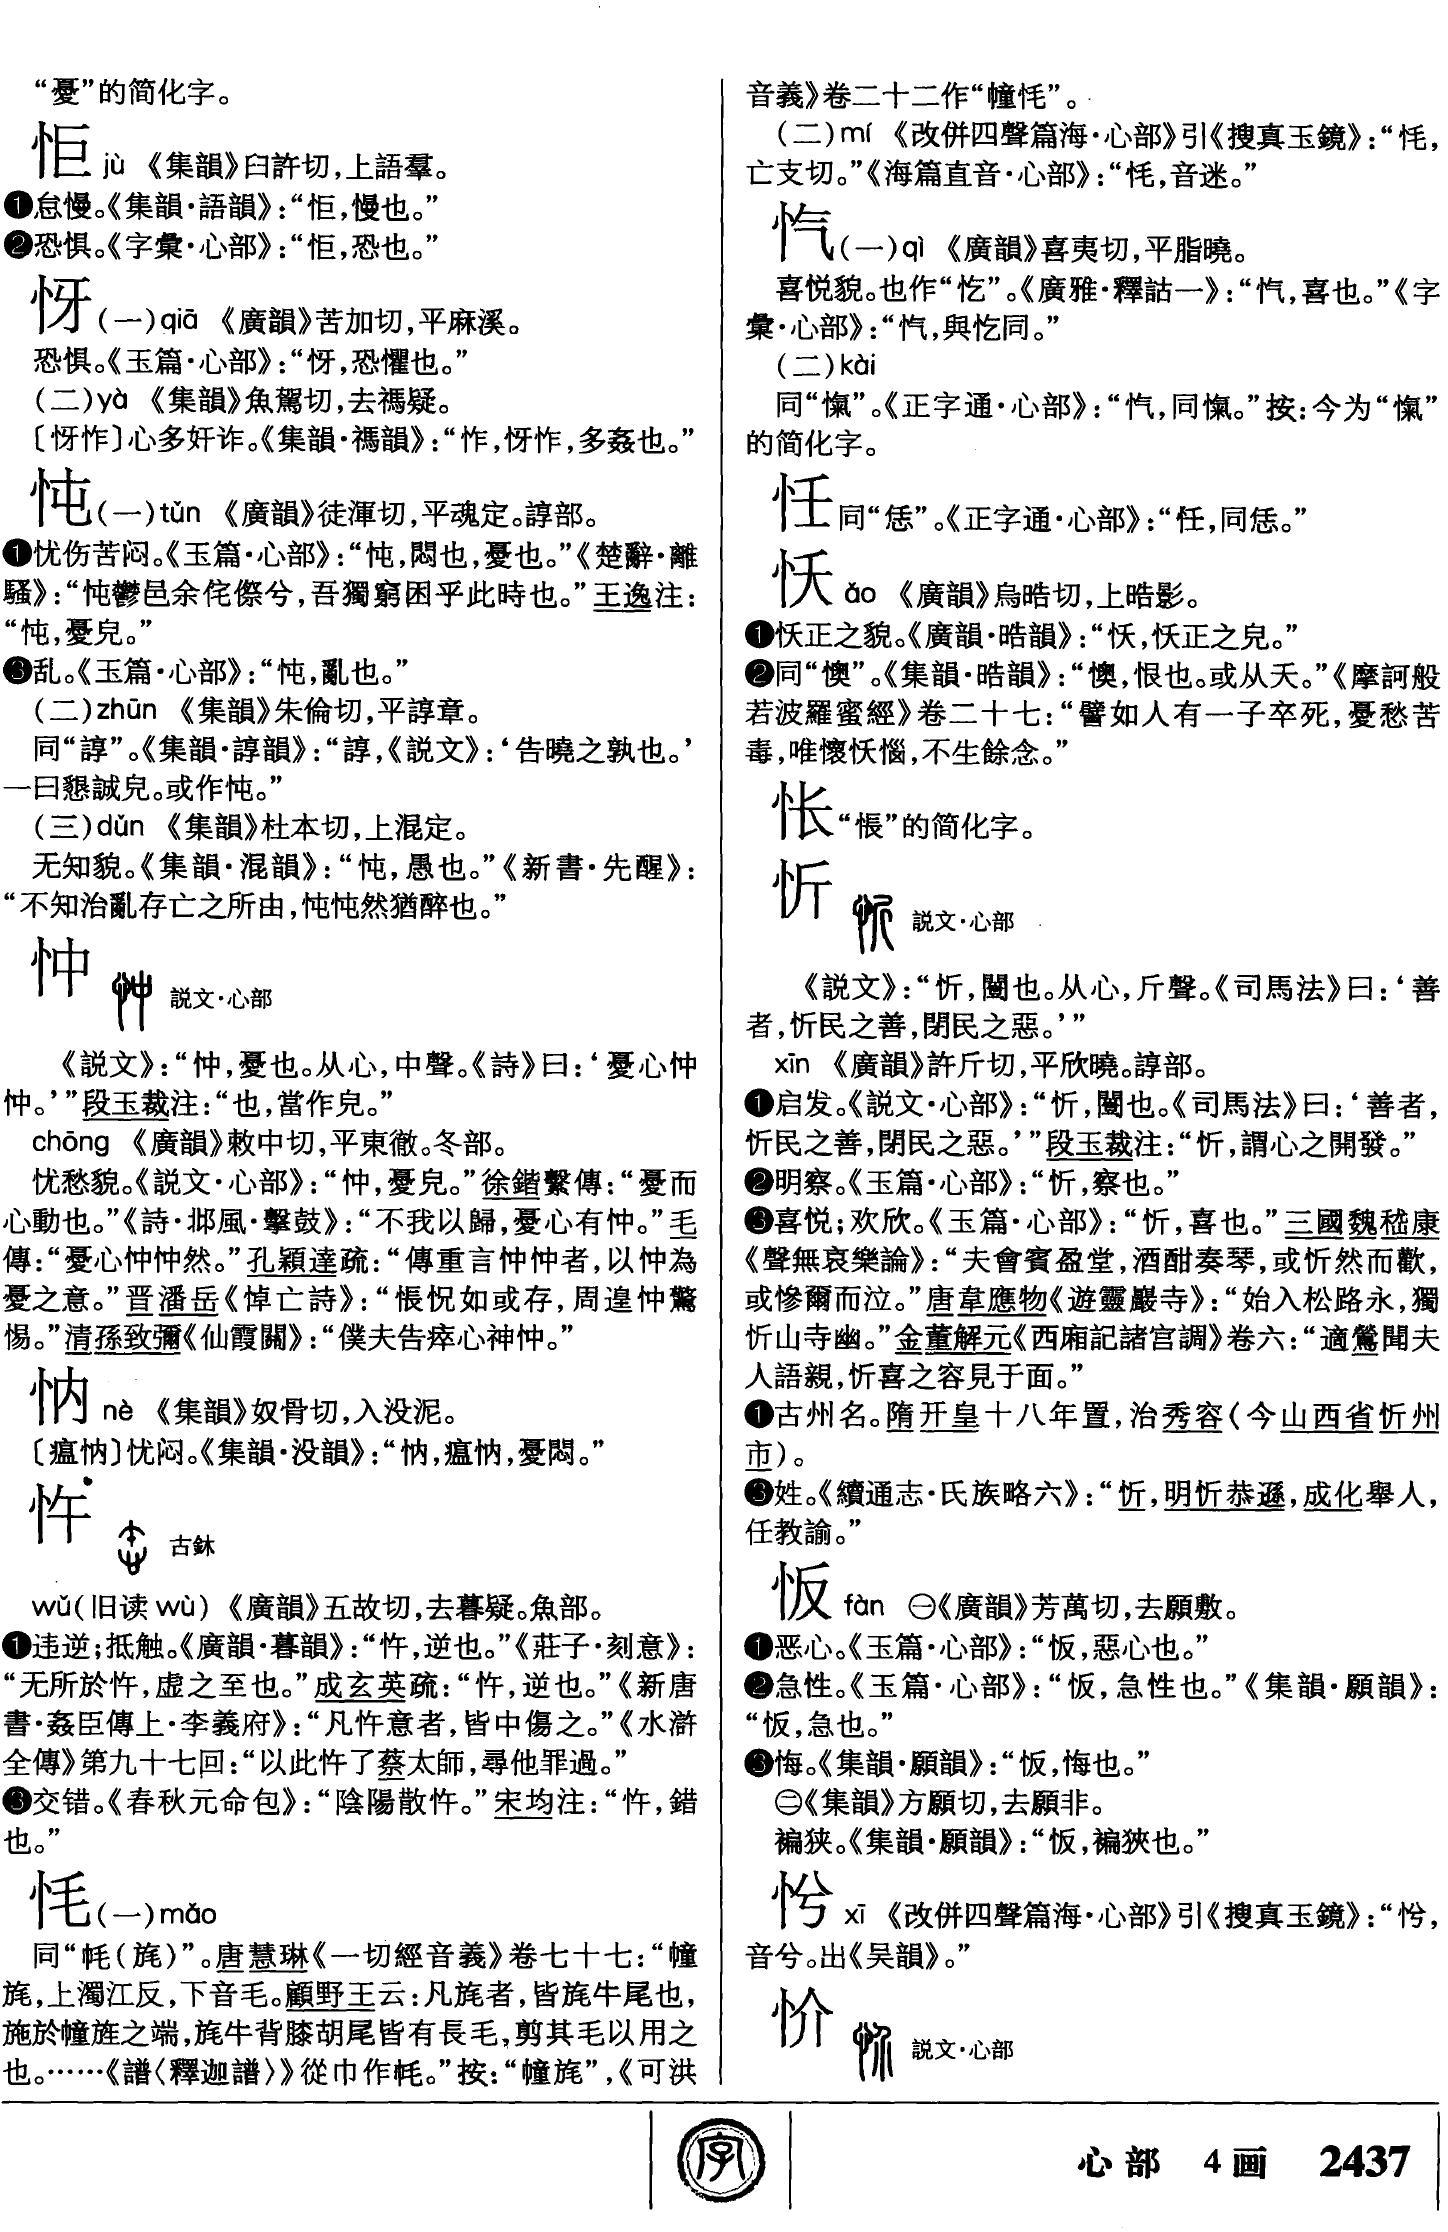 “憂”的简化字。
怇 jù 《集韻》臼許切，上語羣。
❶怠慢。《集韻·語韻》：“怇，慢也。”
❷恐惧。《字彙·心部》：“怇，恐也。”
㤉(一)qiā 《廣韻》苦加切，平麻溪。
恐惧。《玉篇·心部》：“㤉，恐懼也。”
(二)yà 《集韻》魚駕切，去禡疑。
〔㤉怍〕心多奸诈。《集韻·禡韻》：“怍，㤉怍，多姦也。”
忳(一)tún 《廣韻》徒渾切，平魂定。諄部。
❶忧伤苦闷。《玉篇·心部》：“忳，悶也，憂也。”《楚辭·離
騷》：“忳鬱邑余侘傺兮，吾獨窮困乎此時也。”王逸注：
“忳，憂皃。”
❸乱。《玉篇·心部》：“忳，亂也。”
(二)zhūn 《集韻》朱倫切，平諄章。
同“諄”。《集韻·諄韻》：“諄，《説文》：‘告曉之孰也。’
一曰懇誠皃。或作忳。”
(三)dǔn 《集韻》杜本切，上混定。
无知貌。《集韻·混韻》：“忳，愚也。”《新書·先醒》：
“不知治亂存亡之所由，忳忳然猶醉也。”
忡 説文·心部
《説文》：“忡，憂也。从心，中聲。《詩》曰：‘憂心忡
忡。’”段玉裁注：“也，當作皃。”
chōng 《廣韻》敕中切，平東徹。冬部。
忧愁貌。《説文·心部》：“忡，憂皃。”徐鍇繫傳：“憂而
心動也。”《詩·邶風·擊鼓》：“不我以歸，憂心有忡。”毛
傳：“憂心忡忡然。”孔穎達疏：“傳重言忡忡者，以忡為
憂之意。”晋潘岳《悼亡詩》：“悵怳如或存，周遑忡驚
惕。”清孫致彌《仙霞關》：“僕夫告瘁心神忡。”
㤕 nè 《集韻》奴骨切，入没泥。
〔㥥㤕〕忧闷。《集韻·没韻》：“㤕，㥥㤕，憂悶。”
忤 古鉥
wǔ(旧读wù) 《廣韻》五故切，去暮疑。魚部。
❶违逆；抵触。《廣韻·暮韻》：“忤，逆也。”《莊子·刻意》：
“无所於忤，虚之至也。”成玄英疏：“忤，逆也。”《新唐
書·姦臣傳上·李義府》：“凡忤意者，皆中傷之。”《水滸
全傳》第九十七回：“以此忤了蔡太師，尋他罪過。”
❸交错。《春秋元命包》：“陰陽散忤。”宋均注：“忤，錯
也。”
㤇(一)mǎo
同“㲠(旄)”。唐慧琳《一切經音義》卷七十七：“幢
旄，上濁江反，下音毛。顧野王云：凡旄者，皆旄牛尾也，
施於幢旌之端，旄牛背膝胡尾皆有長毛，剪其毛以用之
也。……《譜〈釋迦譜〉》從巾作㲠。”按：“幢旄”，《可洪
音義》卷二十二作“幢㤇”。
(二)mí 《改併四聲篇海·心部》引《搜真玉鏡》：“㤇，
亡支切。”《海篇直音·心部》：“㤇，音迷。”
忾(一)qì 《廣韻》喜夷切，平脂曉。
喜悦貌。也作“忔”。《廣雅·釋詁一》：“忾，喜也。”《字
彙·心部》：“忾，與忔同。”
(二)kài
同“愾”。《正字通·心部》：“忾，同愾。”按：今为“愾”
的简化字。
㤛同“恁”。《正字通·心部》：“㤛，同恁。”
㤇 ǎo 《廣韻》烏晧切，上晧影。
❶忨正之貌。《廣韻·晧韻》：“忨，忨正之皃。”
❷同“懊”。《集韻·晧韻》：“懊，恨也。或从夭。”《摩訶般
若波羅蜜經》卷二十七：“譬如人有一子卒死，憂愁苦
毒，唯懷㤇惱，不生餘念。”
怅“悵”的简化字。
忻 説文·心部
《説文》：“忻，闓也。从心，斤聲。《司馬法》曰：‘善
者，忻民之善，閉民之惡。’”
xīn 《廣韻》許斤切，平欣曉。諄部。
❶启发。《説文·心部》：“忻，闓也。《司馬法》曰：‘善者，
忻民之善，閉民之惡。’”段玉裁注：“忻，謂心之開發。”
❷明察。《玉篇·心部》：“忻，察也。”
❸喜悦；欢欣。《玉篇·心部》：“忻，喜也。”三國魏嵇康
《聲無哀樂論》：“夫會賓盈堂，酒酣奏琴，或忻然而歡，
或慘爾而泣。”唐韋應物《遊靈巖寺》：“始入松路永，獨
忻山寺幽。”金董解元《西廂記諸宫調》卷六：“適鶯聞夫
人語親，忻喜之容見于面。”
❶古州名。隋开皇十八年置，治秀容（今山西省忻州
市）。
❸姓。《續通志·氏族略六》：“忻，明忻恭遜，成化舉人，
任教諭。”
忣 fàn ㊀《廣韻》芳萬切，去願敷。
❶恶心。《玉篇·心部》：“㤆，惡心也。”
❷急性。《玉篇·心部》：“㤆，急性也。”《集韻·願韻》：
“㤆，急也。”
❸悔。《集韻·願韻》：“㤆，悔也。”
㊁《集韻》方願切，去願非。
褊狭。《集韻·願韻》：“㤆，褊狹也。”
忦 xī 《改併四聲篇海·心部》引《搜真玉鏡》：“忦，
音兮。出《吴韻》。”
忦 説文·心部
字
心部 4画 2437